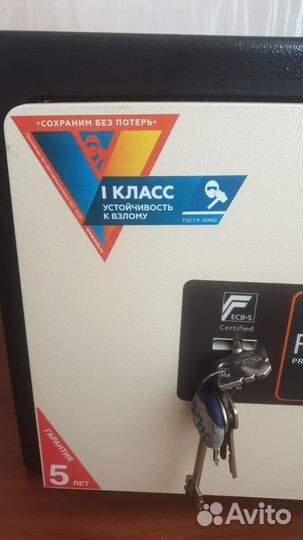 •СОХРАНИМ БЕЗ ПОТЕРЬ•
I КЛАСС
УСТОЙЧИВОСТЬ
К ВЗЛОМУ
ГОСТ Р: 50862
ECB•S
Certified
ГАРАНТИЯ
5 ЛЕТ
Avito